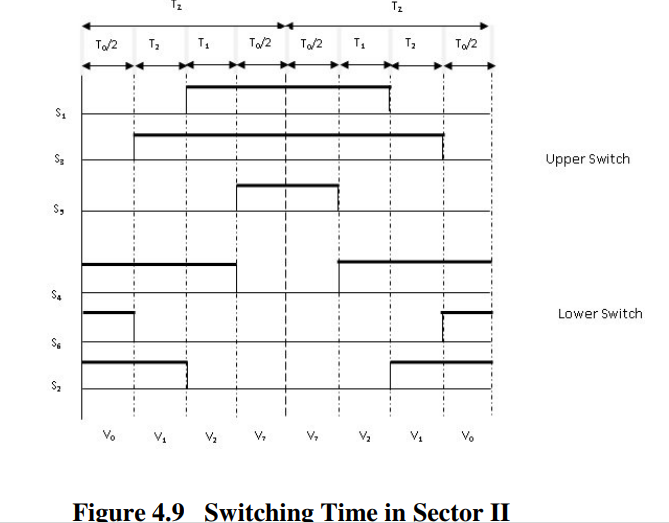 Tz Tz
T0/2 T2 T1 T0/2 T0/2 T1 T2 T0/2
S1
S3
Upper Switch
S5
S4
Lower Switch
S6
S2
V0 V1 V2 V7 V7 V2 V1 V0
Figure 4.9 Switching Time in Sector II